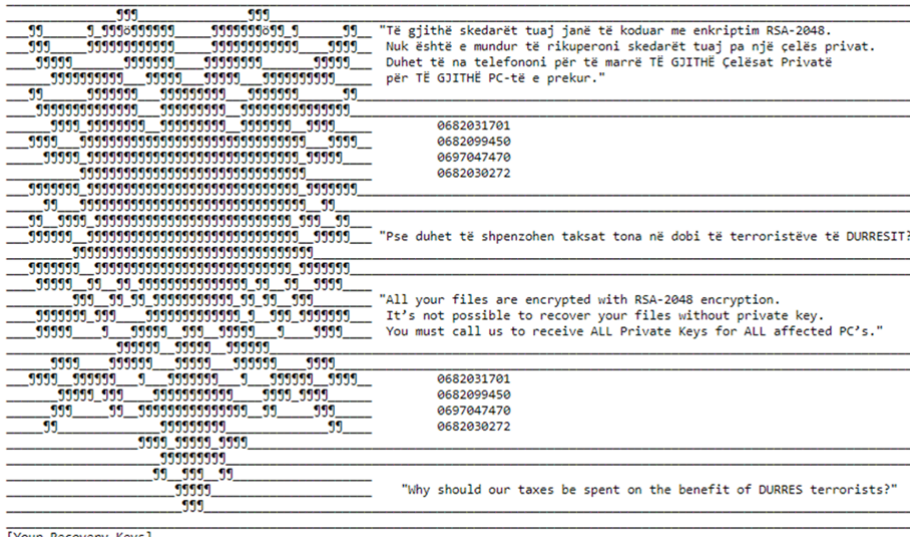 "Të gjithë skedarët tuaj janë të koduar me enkriptim RSA-2048.
Nuk është e mundur të rikuperoni skedarët tuaj pa një çelës privat.
Duhet të na telefononi për të marrë TË GJITHË Çelësat Privatë
për TË GJITHË PC-të e prekur."
0682031701
0682099450
0697047470
0682030272
"Pse duhet të shpenzohen taksat tona në dobi të terroristëve të DURRESIT?
"All your files are encrypted with RSA-2048 encryption.
It's not possible to recover your files without private key.
You must call us to receive ALL Private Keys for ALL affected PC's."
0682031701
0682099450
0697047470
0682030272
"Why should our taxes be spent on the benefit of DURRES terrorists?"
[Your Recovery Keys]